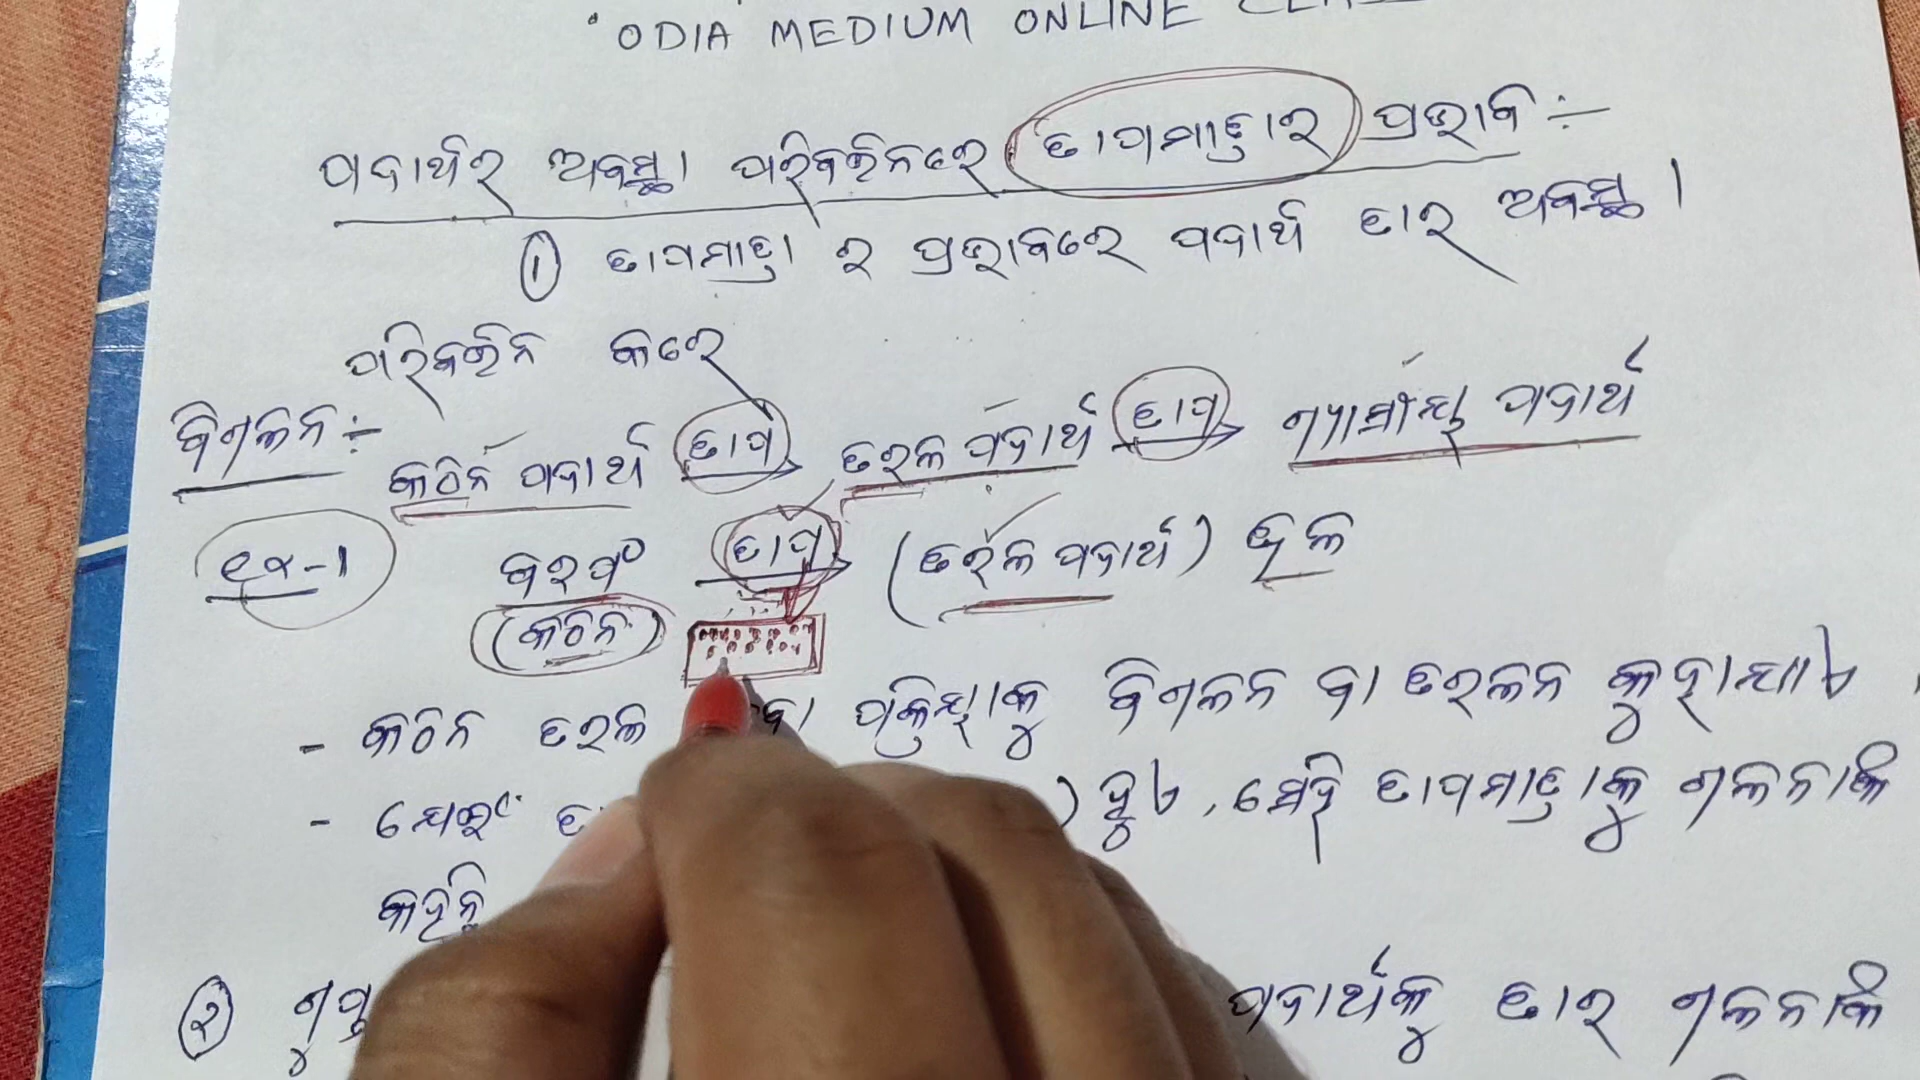 ODIA MEDIUM ONLINE
ପଦାର୍ଥର ଅବସ୍ଥା ପରିବର୍ତ୍ତନରେ ତାପମାତ୍ରାର ପ୍ରଭାବ :-
① ତାପମାତ୍ରା ର ପ୍ରଭାବରେ ପଦାର୍ଥ ତାର ଅବସ୍ଥା
ପରିବର୍ତ୍ତନ କରେ
ବିଗଳନ :- କଠିନ ପଦାର୍ଥ ତାପ→ ତରଳ ପଦାର୍ଥ ତାପ→ ଗ୍ୟାସୀୟ ପଦାର୍ଥ
ବରଫ ତାପ→ (ତରଳ ପଦାର୍ଥ) ଜଳ
(କଠିନ)
- କଠିନ ତରଳ ପ୍ରକ୍ରିୟାକୁ ବିଗଳନ ବା ତରଳନ କୁହାଯାଏ
- ଯେଉଁ ହୁଏ, ସେହି ତାପମାତ୍ରାକୁ ଗଳନାଙ୍କ
କହନ୍ତି
② ଗୁପ୍ତ ପଦାର୍ଥକୁ ତାର ଗଳନାଙ୍କ